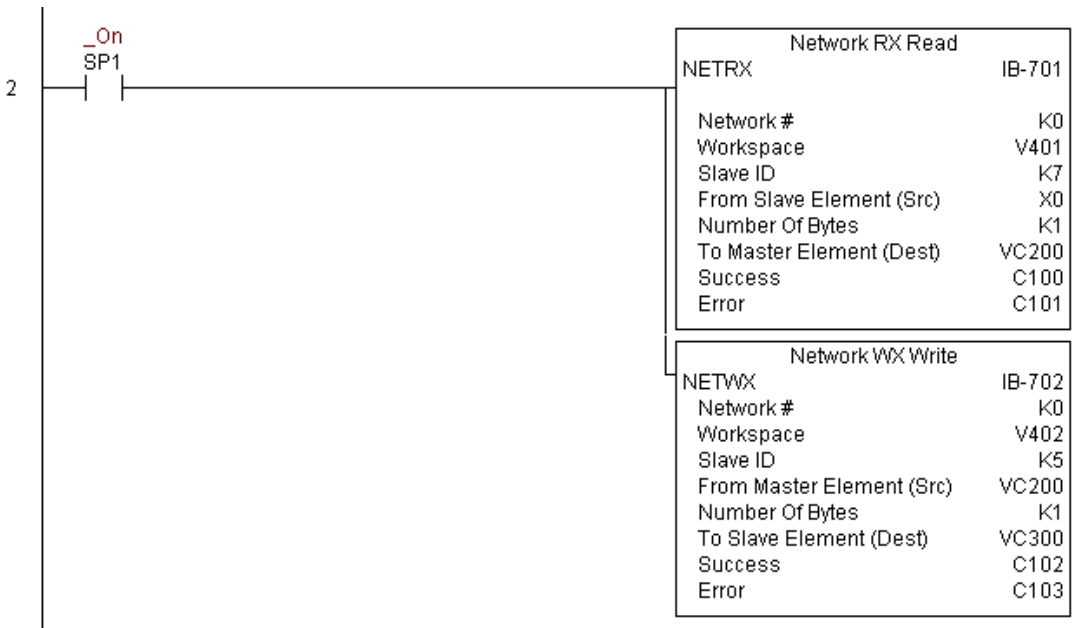 _On
SP1
2
Network RX Read
NETRX IB-701
Network # K0
Workspace V401
Slave ID K7
From Slave Element (Src) X0
Number Of Bytes K1
To Master Element (Dest) VC200
Success C100
Error C101
Network WX Write
NETWX IB-702
Network # K0
Workspace V402
Slave ID K5
From Master Element (Src) VC200
Number Of Bytes K1
To Slave Element (Dest) VC300
Success C102
Error C103